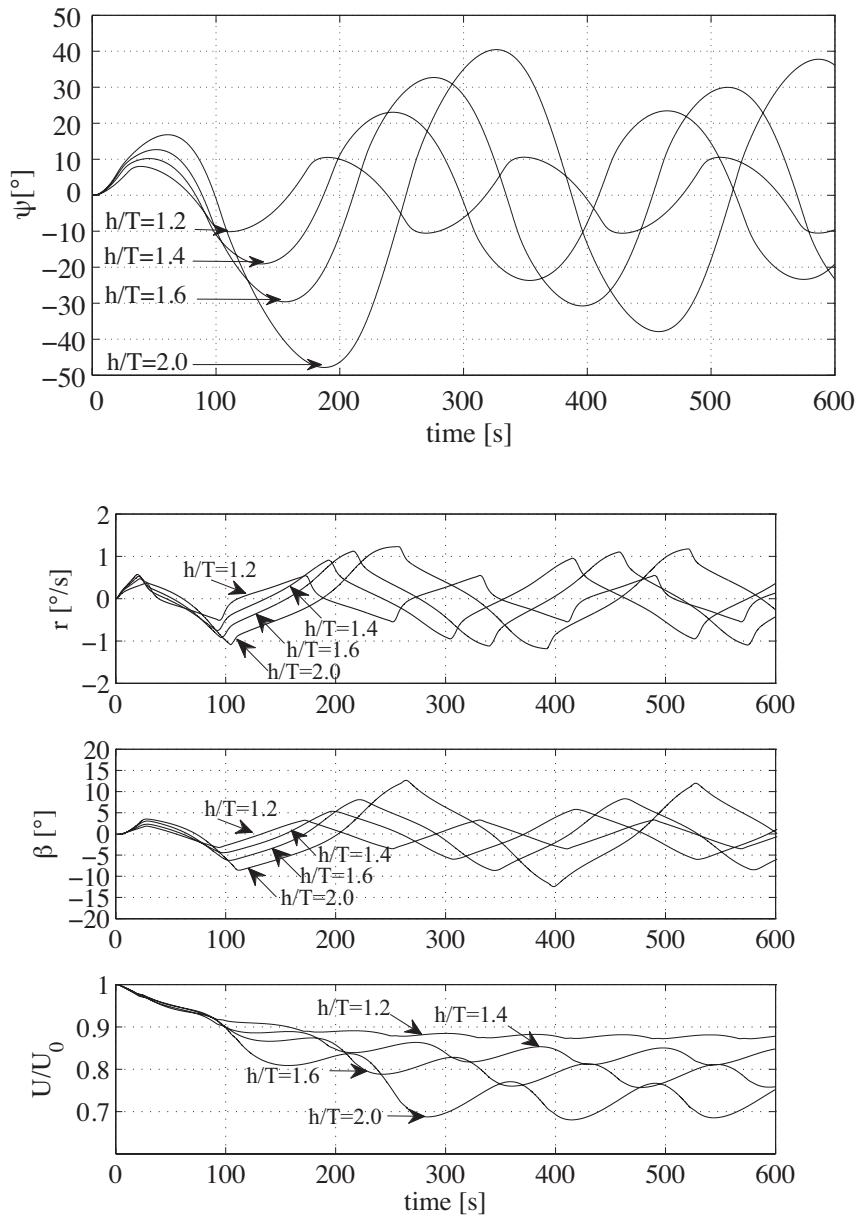 50
40
30
20
10
0
−10
−20
−30
−40
−50
ψ[°]
h/T=1.2
h/T=1.4
h/T=1.6
h/T=2.0
0 100 200 300 400 500 600
time [s]
2
1
0
−1
−2
r [°/s]
h/T=1.2
h/T=1.4
h/T=1.6
h/T=2.0
0 100 200 300 400 500 600
20
15
10
5
0
−5
−10
−15
−20
β [°]
h/T=1.2
h/T=1.4
h/T=1.6
h/T=2.0
0 100 200 300 400 500 600
1
0.9
0.8
0.7
U/U0
h/T=1.2
h/T=1.4
h/T=1.6
h/T=2.0
0 100 200 300 400 500 600
time [s]